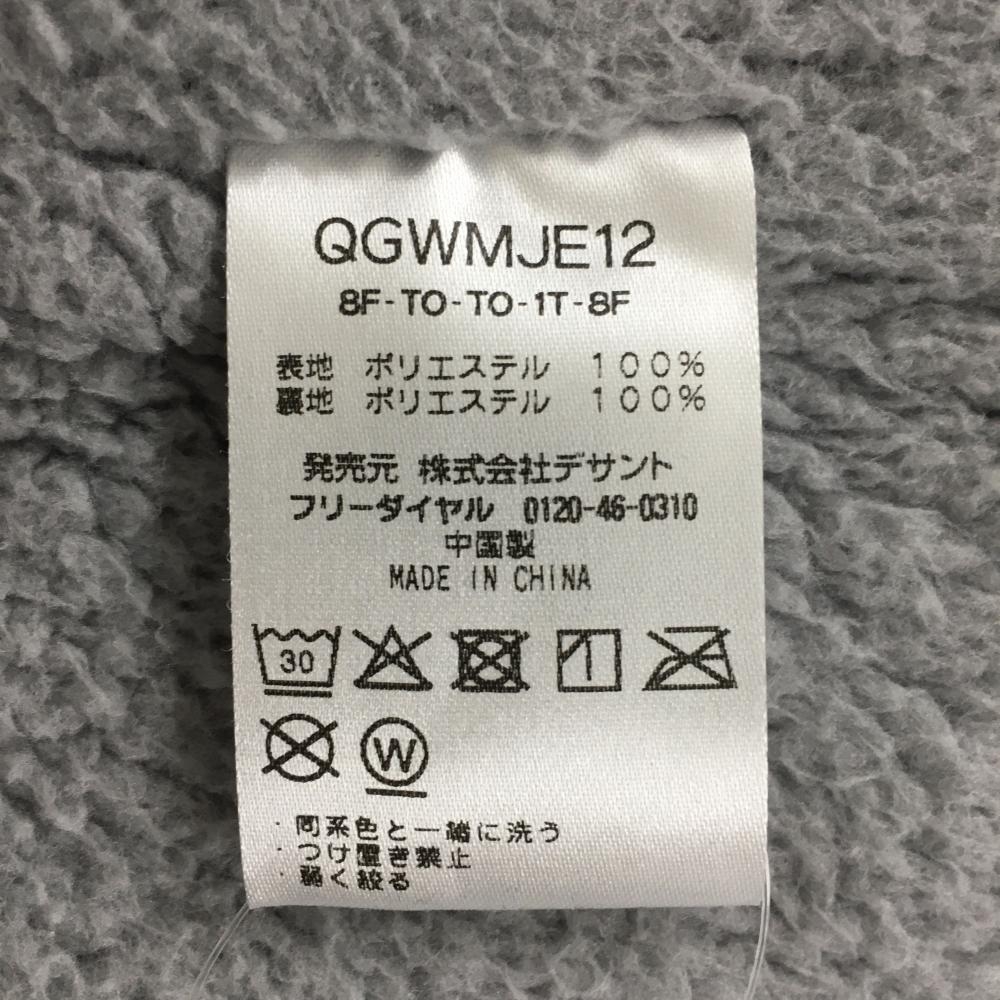 QGWMJE12
8F-TO-TO-1T-8F
表地 ポリエステル 100%
裏地 ポリエステル 100%
発売元 株式会社デサント
フリーダイヤル 0120-46-0310
中国製
MADE IN CHINA
30
W
・同系色と一緒に洗う
・つけ置き禁止
・弱く絞る